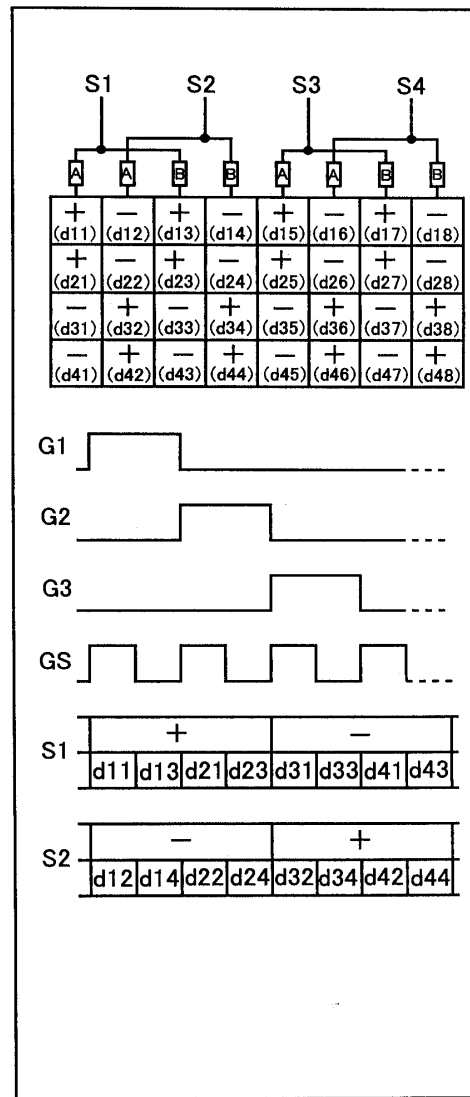 S1 S2 S3 S4
A A B B A A B B
+ − + − + − + −
(d11) (d12) (d13) (d14) (d15) (d16) (d17) (d18)
+ − + − + − + −
(d21) (d22) (d23) (d24) (d25) (d26) (d27) (d28)
− + − + − + − +
(d31) (d32) (d33) (d34) (d35) (d36) (d37) (d38)
− + − + − + − +
(d41) (d42) (d43) (d44) (d45) (d46) (d47) (d48)
G1
G2
G3
GS
+ −
S1
d11 d13 d21 d23 d31 d33 d41 d43
− +
S2
d12 d14 d22 d24 d32 d34 d42 d44